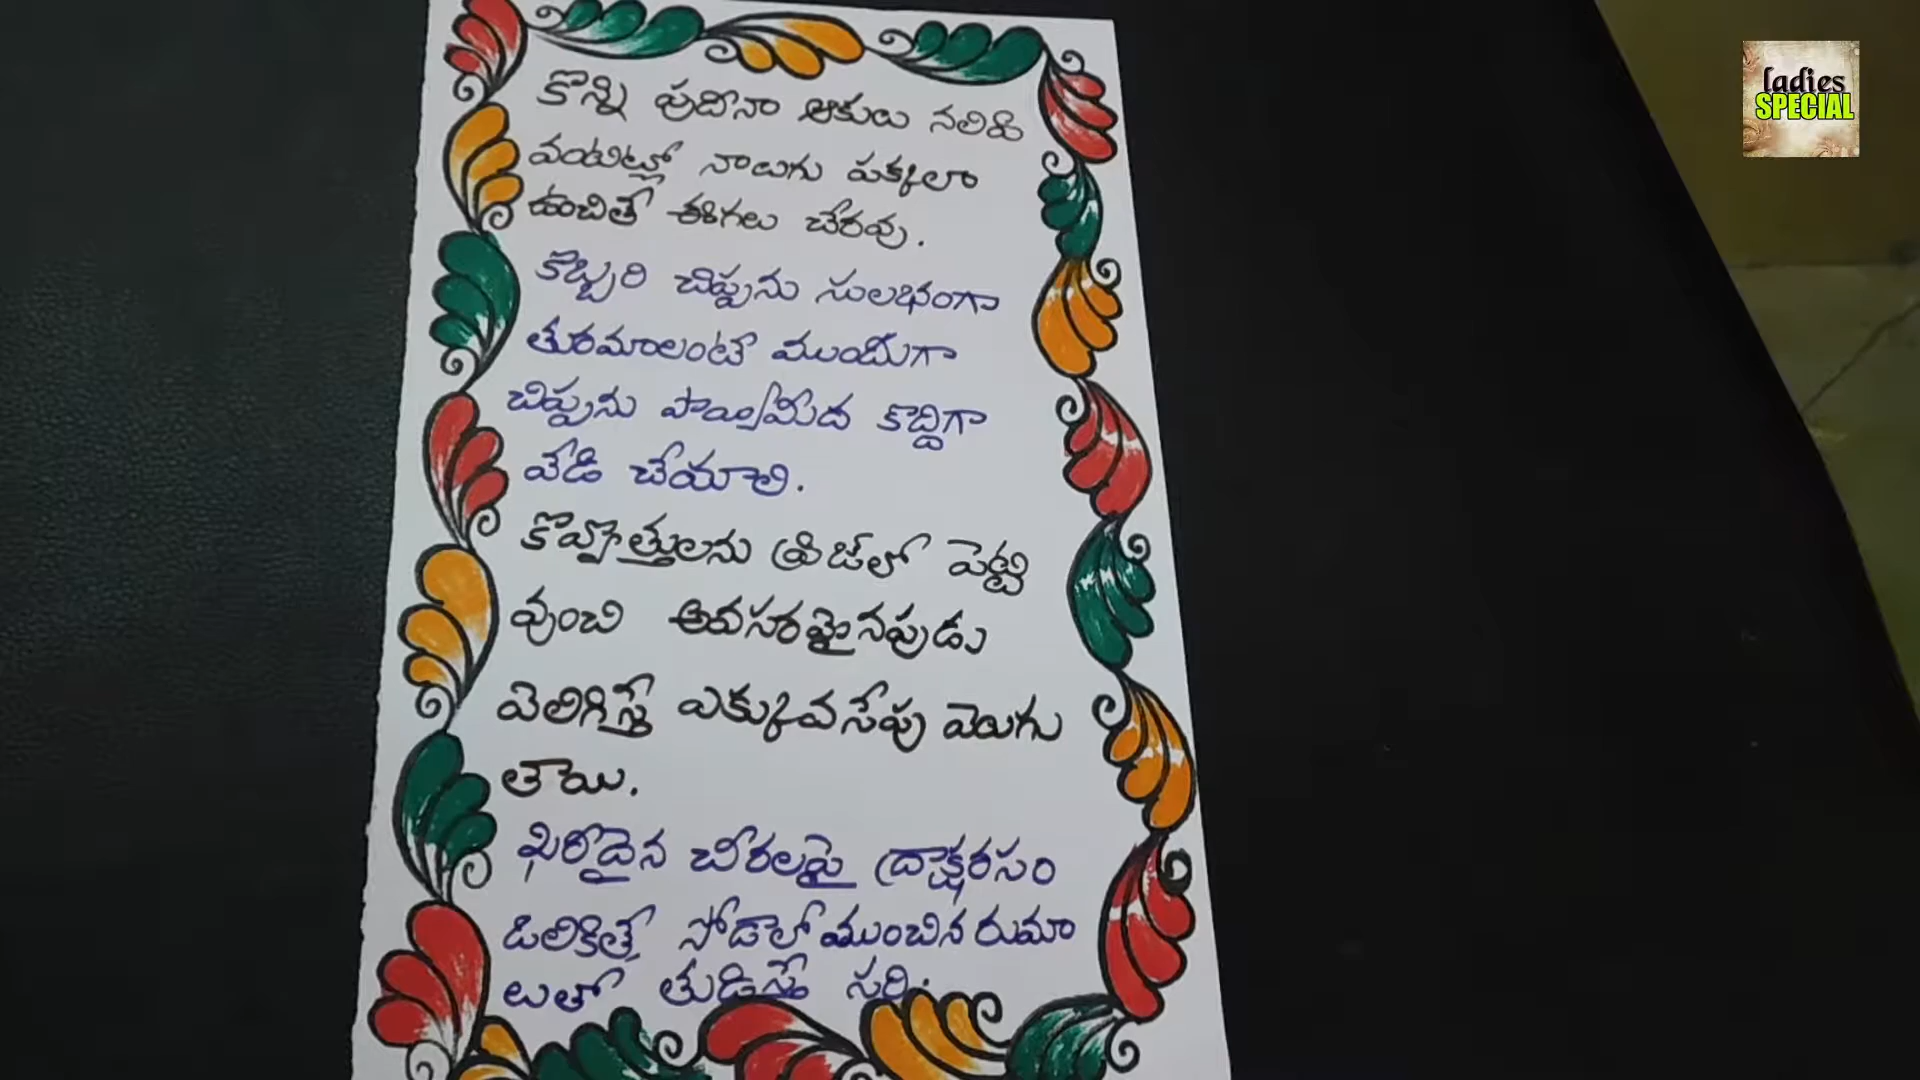 కొన్ని పుదీనా ఆకులు నలిపి
వంటిట్లో నాలుగు పక్కలా
ఉంచితే ఈగలు చేరవు.
కొబ్బరి చిప్పను సులభంగా
తురమాలంటే ముందుగా
చిప్పను పొయ్యిమీద కొద్దిగా
వేడి చేయాలి.
కొవ్వొత్తులను ఫ్రిజ్‌లో పెట్టి
వుంచి అవసరమైనపుడు
వెలిగిస్తే ఎక్కువసేపు వెలుగు
తాయి.
ఖరీదైన చీరలపై ద్రాక్షరసం
ఒలికితే సోడాలో ముంచిన రుమా
లుతో తుడిస్తే సరి.
ladies
SPECIAL